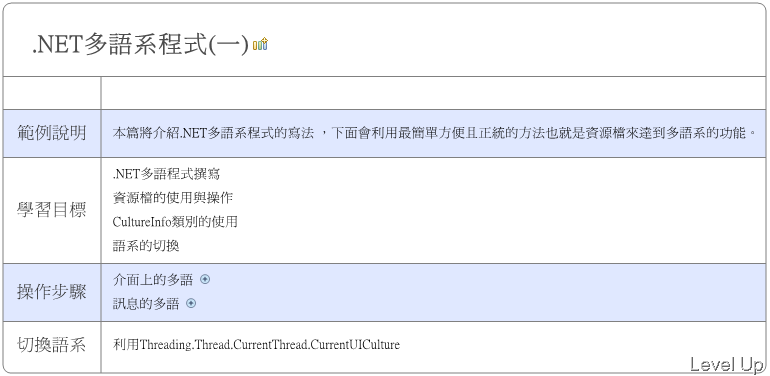 .NET多語系程式(一)
範例說明
本篇將介紹.NET多語系程式的寫法 ，下面會利用最簡單方便且正統的方法也就是資源檔來達到多語系的功能。
學習目標
.NET多語程式撰寫
資源檔的使用與操作
CultureInfo類別的使用
語系的切換
操作步驟
介面上的多語
訊息的多語
切換語系
利用Threading.Thread.CurrentThread.CurrentUICulture
Level Up